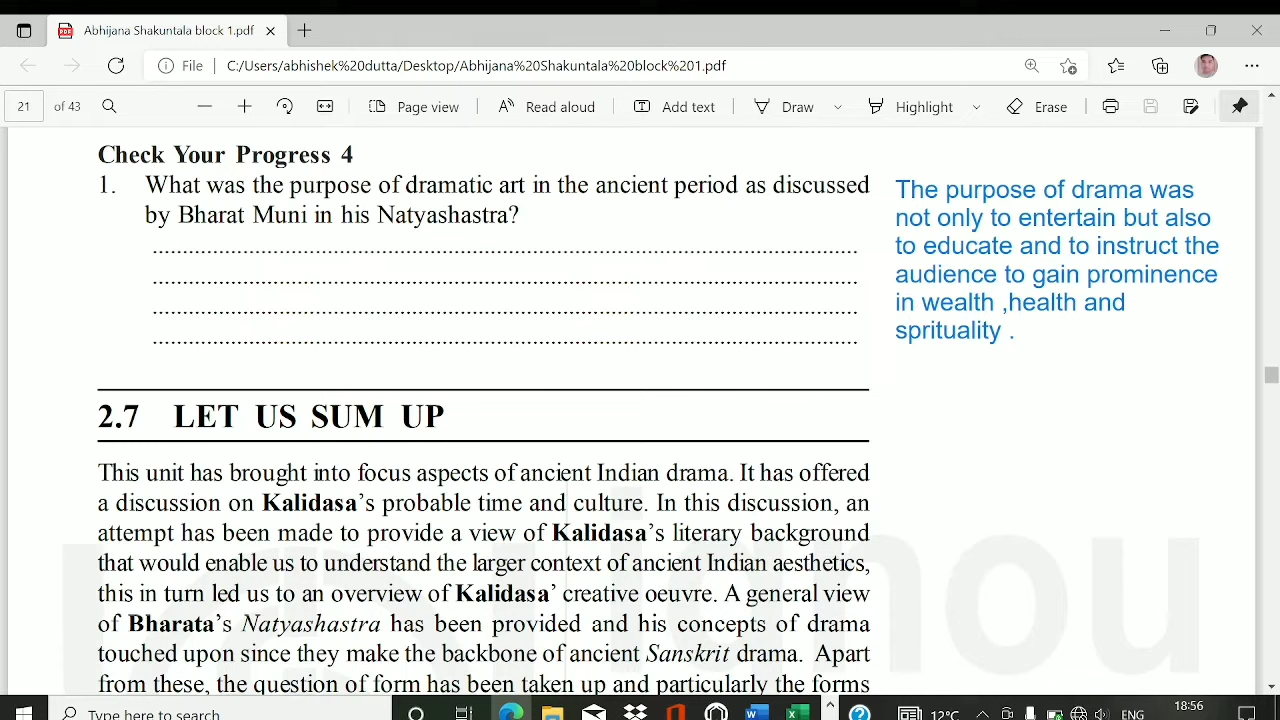 Abhijana Shakuntala block 1.pdf
File
C:/Users/abhishek%20dutta/Desktop/Abhijana%20Shakuntala%20block%201.pdf
21 of 43
Page view
Read aloud
Add text
Draw
Highlight
Erase
Check Your Progress 4
1. What was the purpose of dramatic art in the ancient period as discussed
by Bharat Muni in his Natyashastra?
The purpose of drama was
not only to entertain but also
to educate and to instruct the
audience to gain prominence
in wealth ,health and
sprituality .
2.7 LET US SUM UP
This unit has brought into focus aspects of ancient Indian drama. It has offered
a discussion on Kalidasa's probable time and culture. In this discussion, an
attempt has been made to provide a view of Kalidasa's literary background
that would enable us to understand the larger context of ancient Indian aesthetics,
this in turn led us to an overview of Kalidasa' creative oeuvre. A general view
of Bharata's Natyashastra has been provided and his concepts of drama
touched upon since they make the backbone of ancient Sanskrit drama. Apart
from these, the question of form has been taken up and particularly the forms
ignou
Type here to search
12°C
ENG
18:56